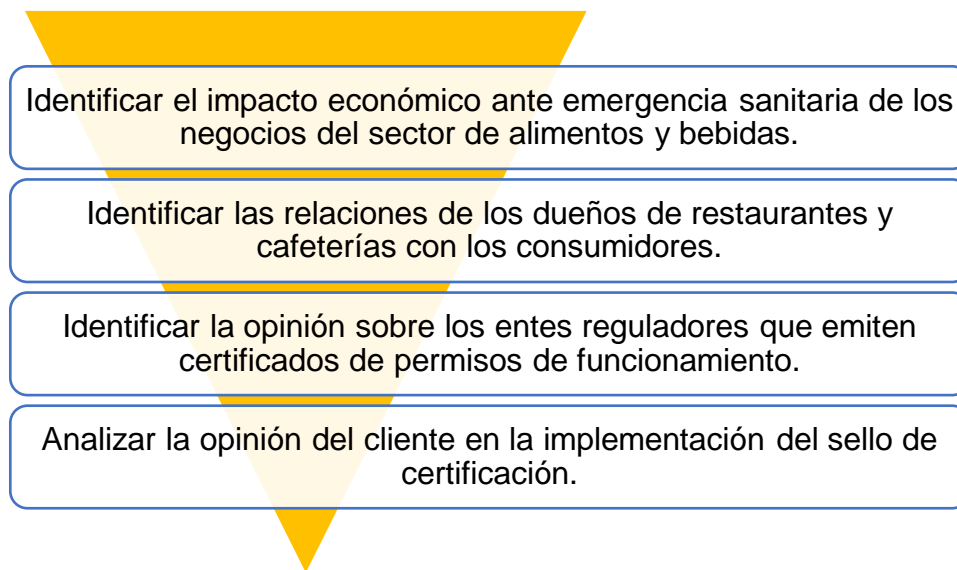 Identificar el impacto económico ante emergencia sanitaria de los
negocios del sector de alimentos y bebidas.
Identificar las relaciones de los dueños de restaurantes y
cafeterías con los consumidores.
Identificar la opinión sobre los entes reguladores que emiten
certificados de permisos de funcionamiento.
Analizar la opinión del cliente en la implementación del sello de
certificación.